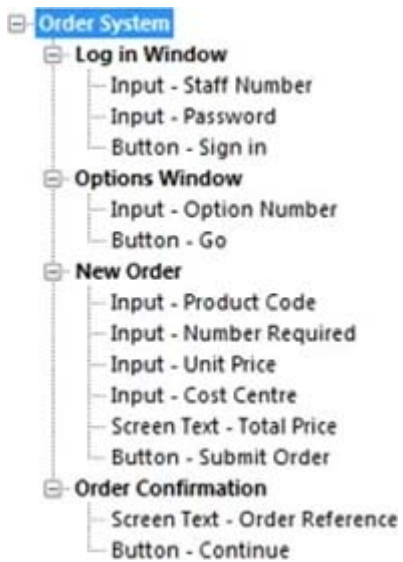 Order System
Log in Window
Input - Staff Number
Input - Password
Button - Sign in
Options Window
Input - Option Number
Button - Go
New Order
Input - Product Code
Input - Number Required
Input - Unit Price
Input - Cost Centre
Screen Text - Total Price
Button - Submit Order
Order Confirmation
Screen Text - Order Reference
Button - Continue